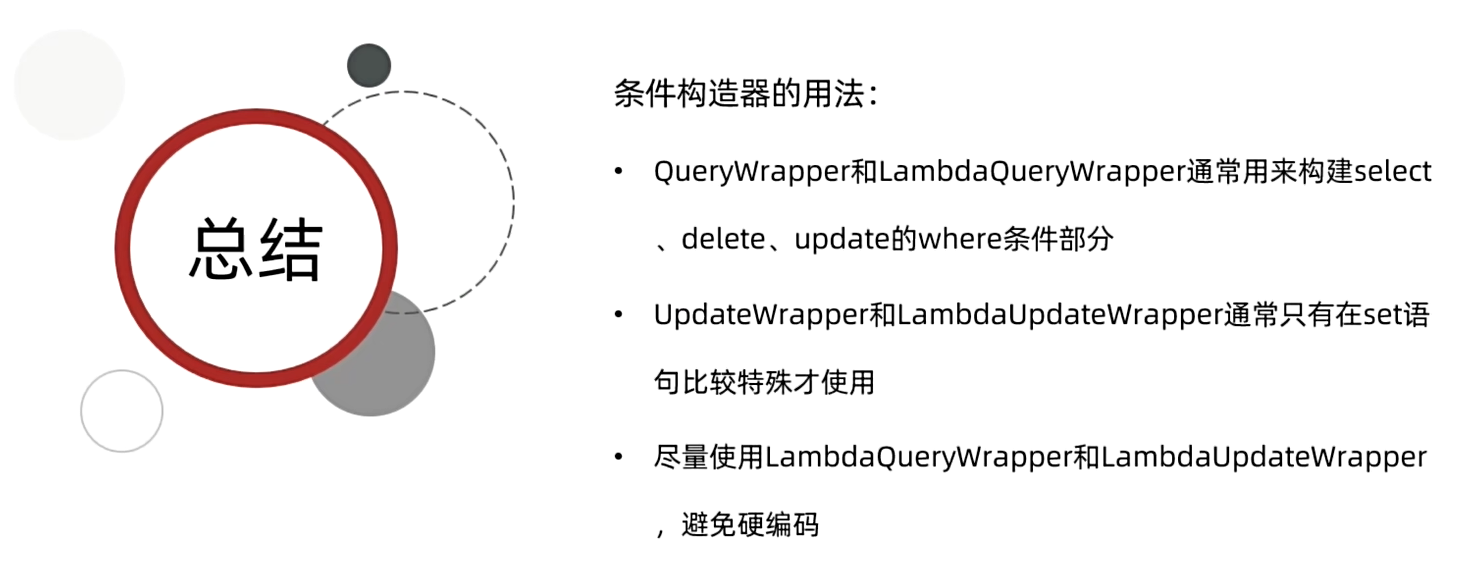 总结
条件构造器的用法：
• QueryWrapper和LambdaQueryWrapper通常用来构建select
、delete、update的where条件部分
• UpdateWrapper和LambdaUpdateWrapper通常只有在set语
句比较特殊才使用
• 尽量使用LambdaQueryWrapper和LambdaUpdateWrapper
，避免硬编码